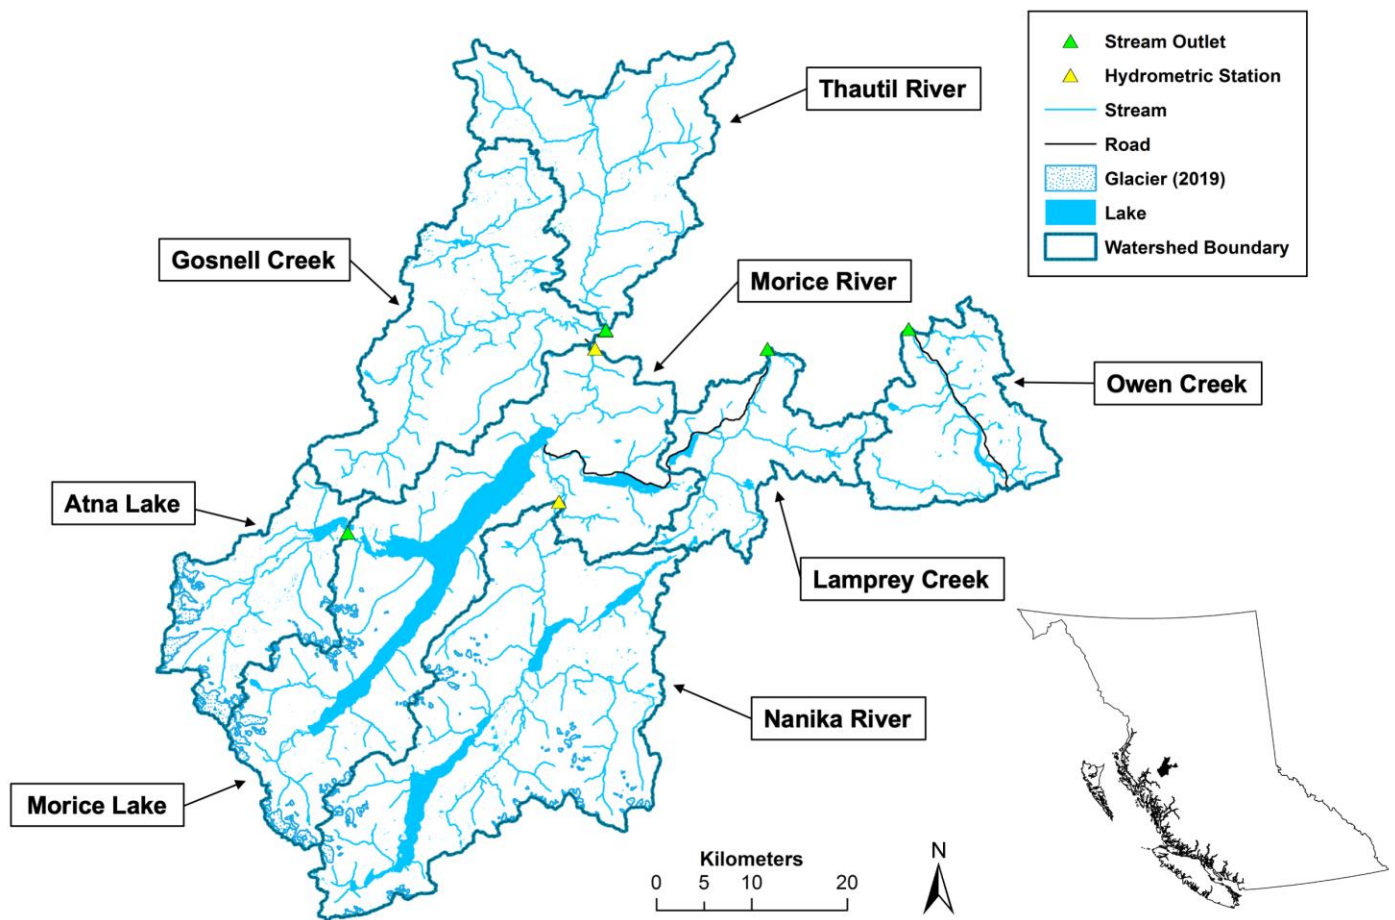 Stream Outlet
Hydrometric Station
Stream
Road
Glacier (2019)
Lake
Watershed Boundary
Thautil River
Gosnell Creek
Morice River
Owen Creek
Atna Lake
Lamprey Creek
Nanika River
Morice Lake
Kilometers
0 5 10 20
N